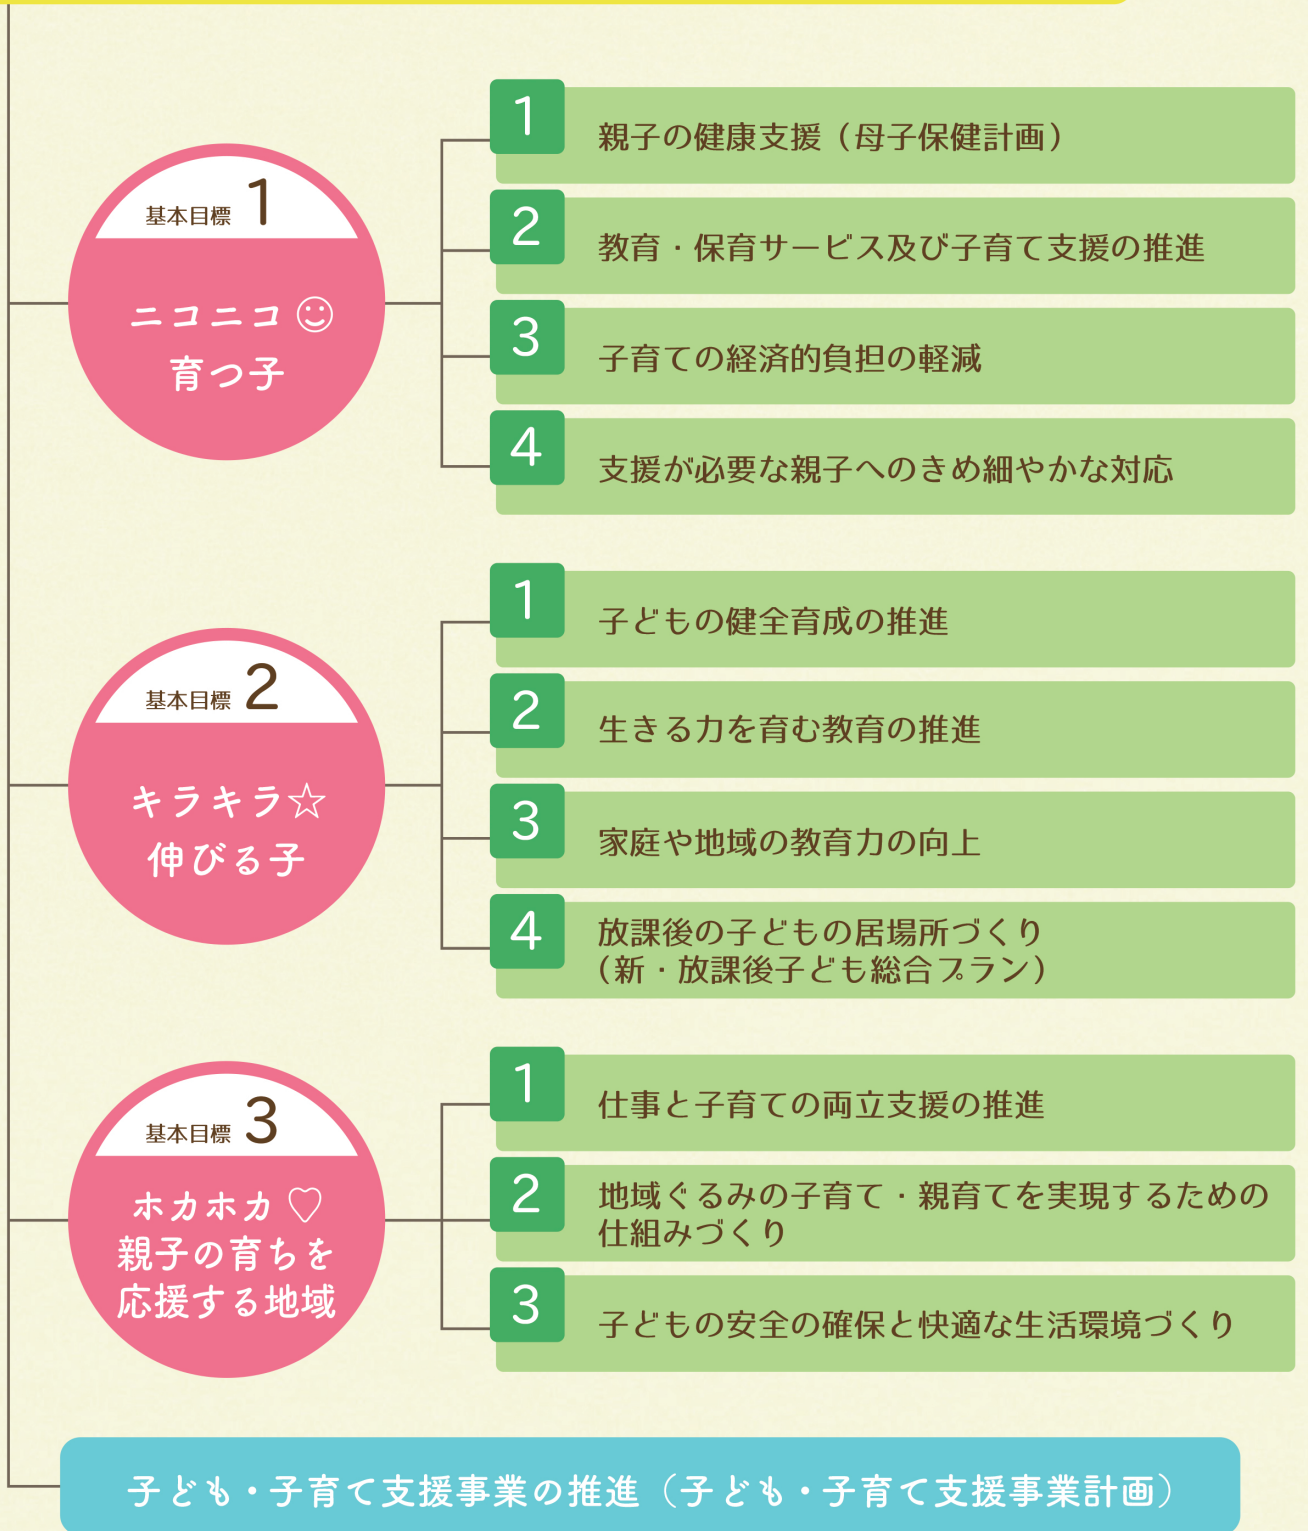 基本目標 1
ニコニコ☺
育つ子
1
親子の健康支援（母子保健計画）
2
教育・保育サービス及び子育て支援の推進
3
子育ての経済的負担の軽減
4
支援が必要な親子へのきめ細やかな対応
基本目標 2
キラキラ☆
伸びる子
1
子どもの健全育成の推進
2
生きる力を育む教育の推進
3
家庭や地域の教育力の向上
4
放課後の子どもの居場所づくり
（新・放課後子ども総合プラン）
基本目標 3
ホカホカ♡
親子の育ちを
応援する地域
1
仕事と子育ての両立支援の推進
2
地域ぐるみの子育て・親育てを実現するための
仕組みづくり
3
子どもの安全の確保と快適な生活環境づくり
子ども・子育て支援事業の推進（子ども・子育て支援事業計画）